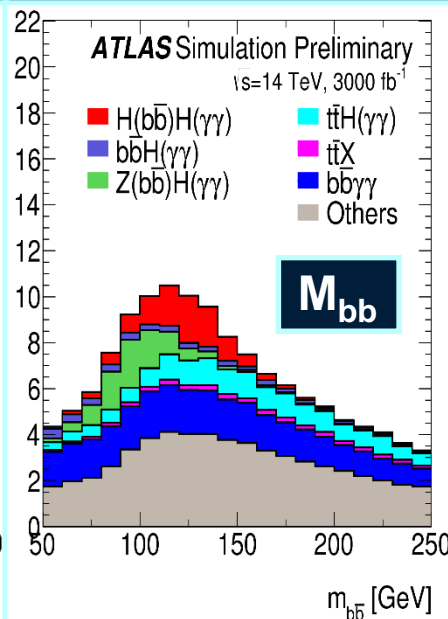 22
ATLAS Simulation Preliminary
√s=14 TeV, 3000 fb⁻¹
20
18
H(bb̄)H(γγ) tt̄H(γγ)
bb̄H(γγ) tt̄X
16
Z(bb̄)H(γγ) bb̄γγ
Others
14
12
10
M_bb
8
6
4
2
0
50 100 150 200 250
m_bb̄ [GeV]